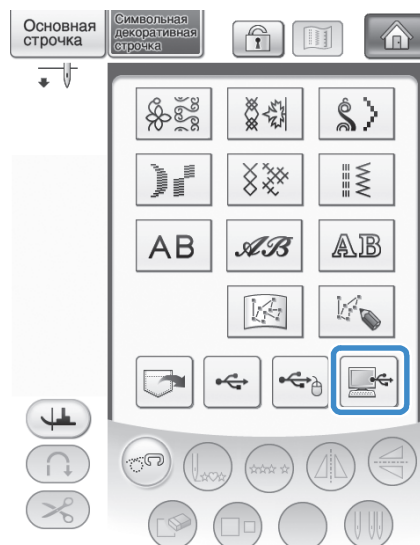 Основная
строчка
Символьная
декоративная
строчка
AB
AB
AB